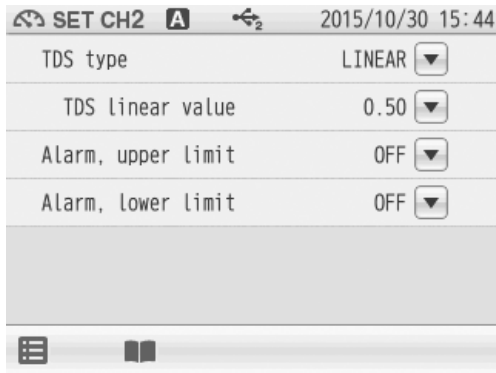 SET CH2 A 2 2015/10/30 15:44
TDS type LINEAR
TDS linear value 0.50
Alarm, upper limit OFF
Alarm, lower limit OFF